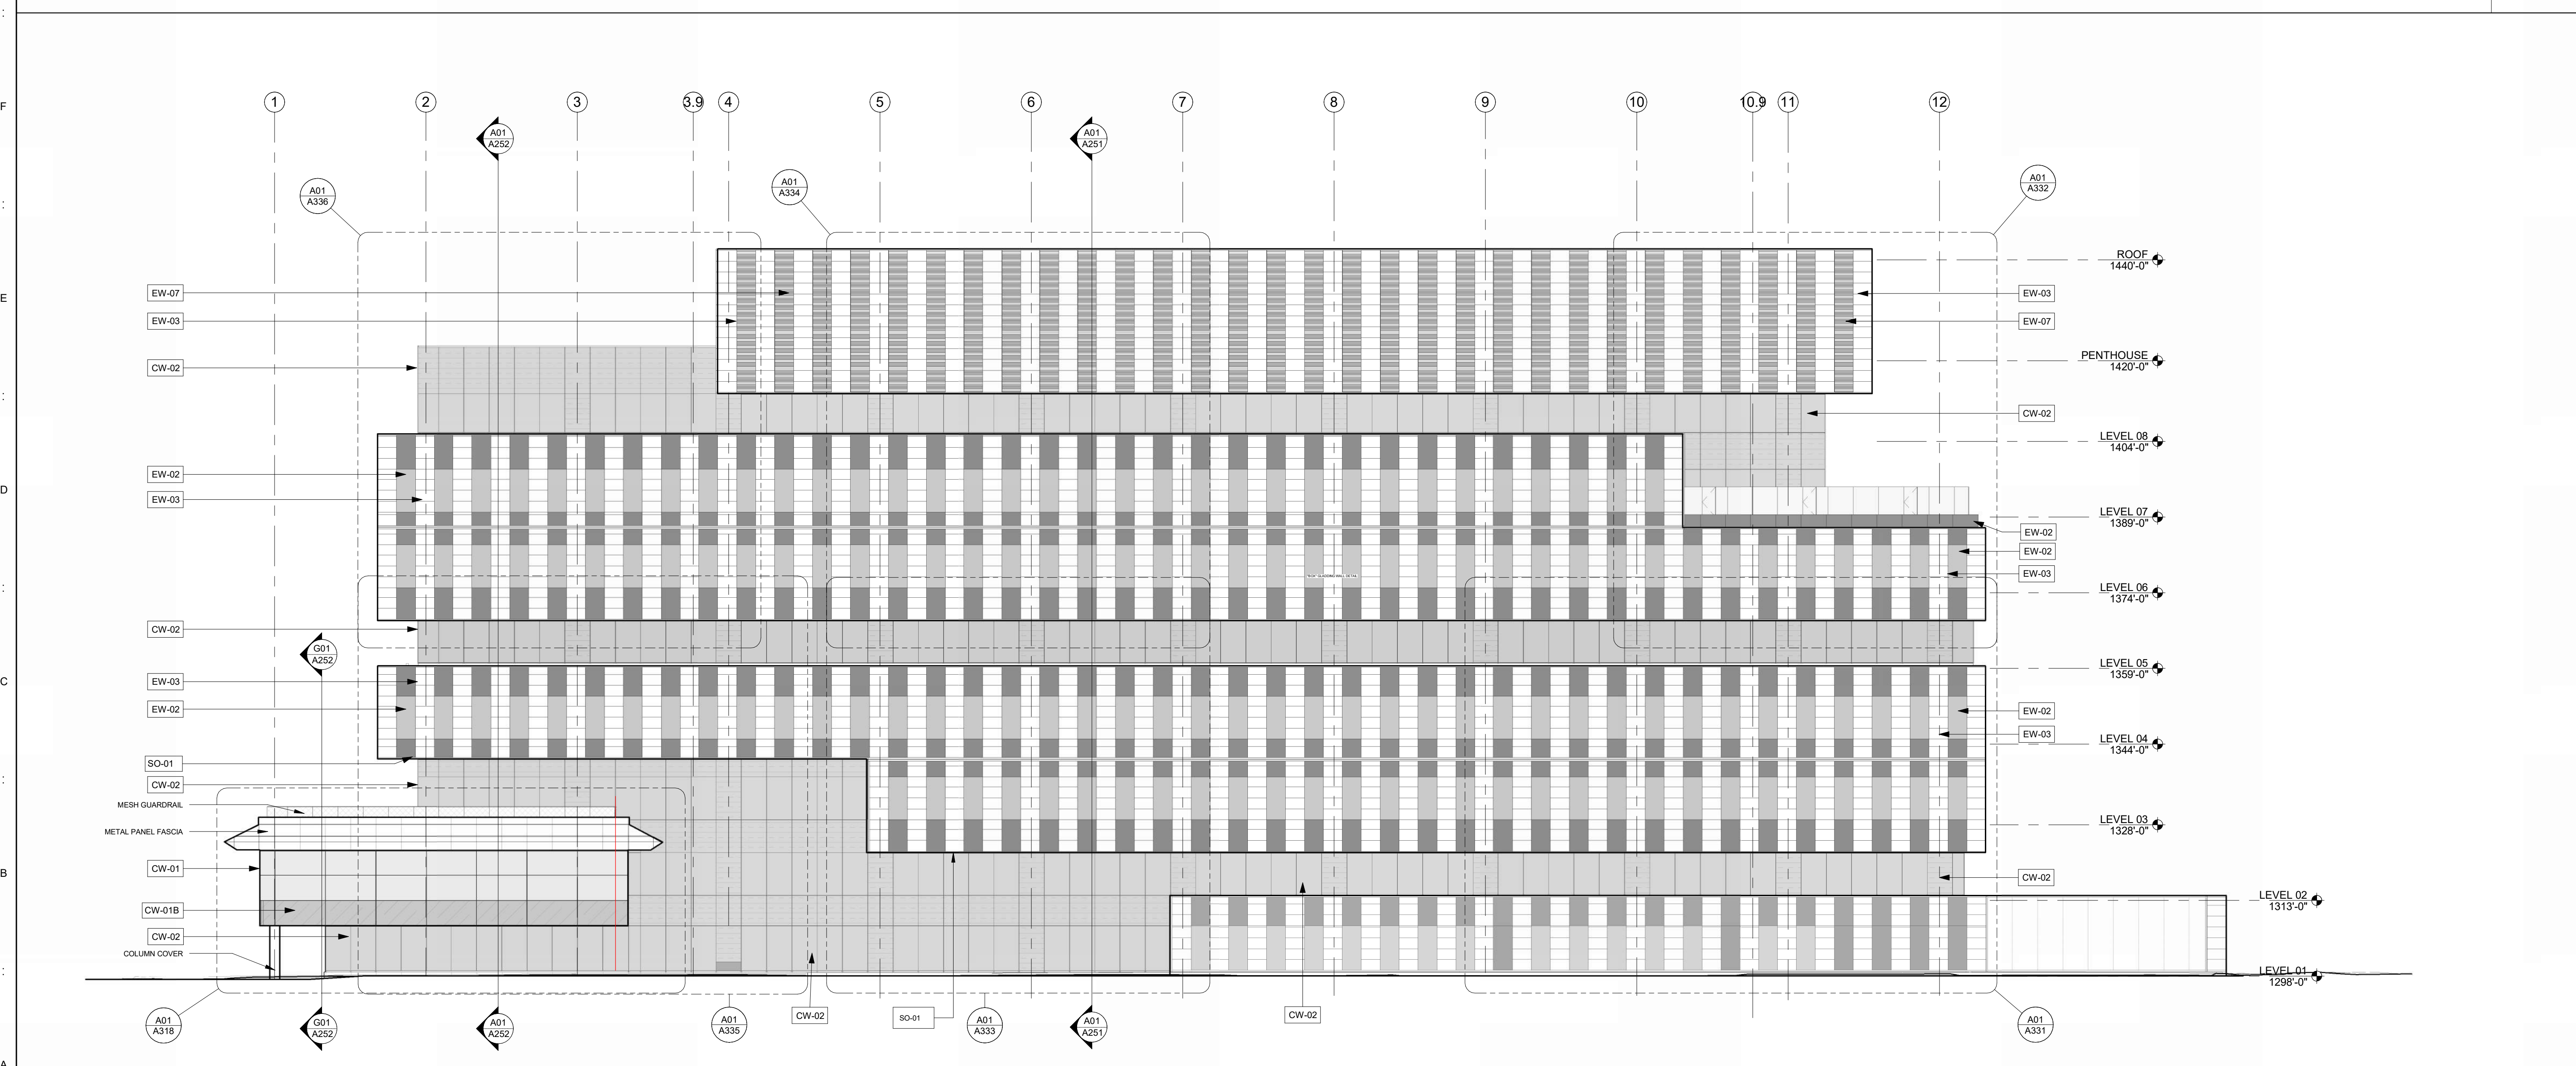 1
2
3
3.9
4
5
6
7
8
9
10
10.9
11
12
F
E
D
C
B
A
A01
A252
A01
A251
A01
A336
A01
A334
A01
A332
ROOF
1440'-0"
EW-07
EW-03
EW-03
EW-07
PENTHOUSE
1420'-0"
CW-02
CW-02
LEVEL 08
1404'-0"
EW-02
EW-03
LEVEL 07
1389'-0"
EW-02
EW-02
EW-03
LEVEL 06
1374'-0"
CW-02
G01
A252
LEVEL 05
1359'-0"
EW-03
EW-02
EW-02
EW-03
LEVEL 04
1344'-0"
SO-01
CW-02
MESH GUARDRAIL
METAL PANEL FASCIA
LEVEL 03
1328'-0"
CW-01
CW-02
CW-01B
LEVEL 02
1313'-0"
CW-02
COLUMN COVER
LEVEL 01
1298'-0"
A01
A318
G01
A252
A01
A252
A01
A335
CW-02
SO-01
A01
A333
A01
A251
CW-02
A01
A331